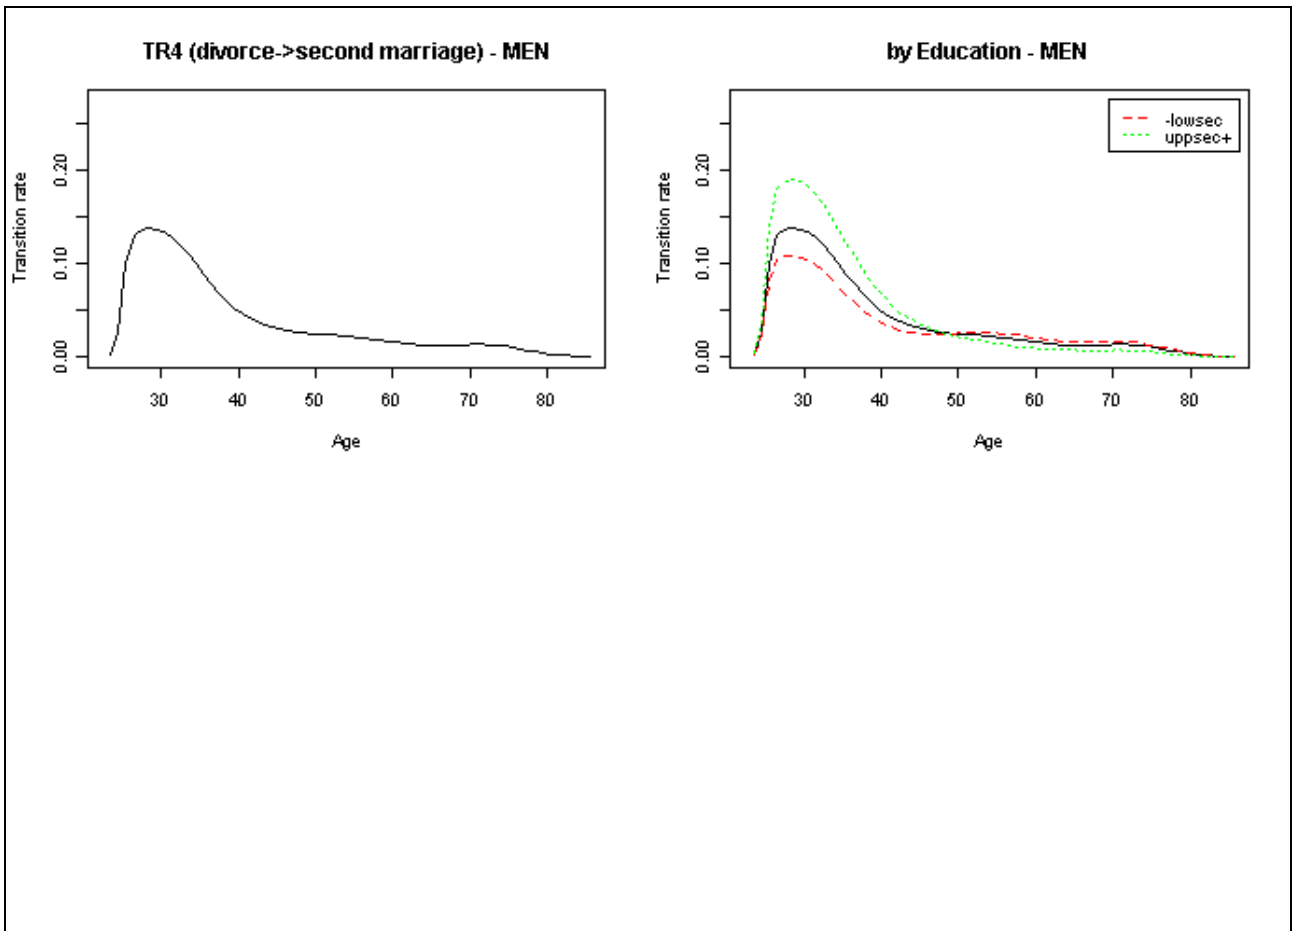 TR4 (divorce->second marriage) - MEN
Transition rate
0.00 0.10 0.20
30 40 50 60 70 80
Age
by Education - MEN
-lowsec
uppsec+
Transition rate
0.00 0.10 0.20
30 40 50 60 70 80
Age